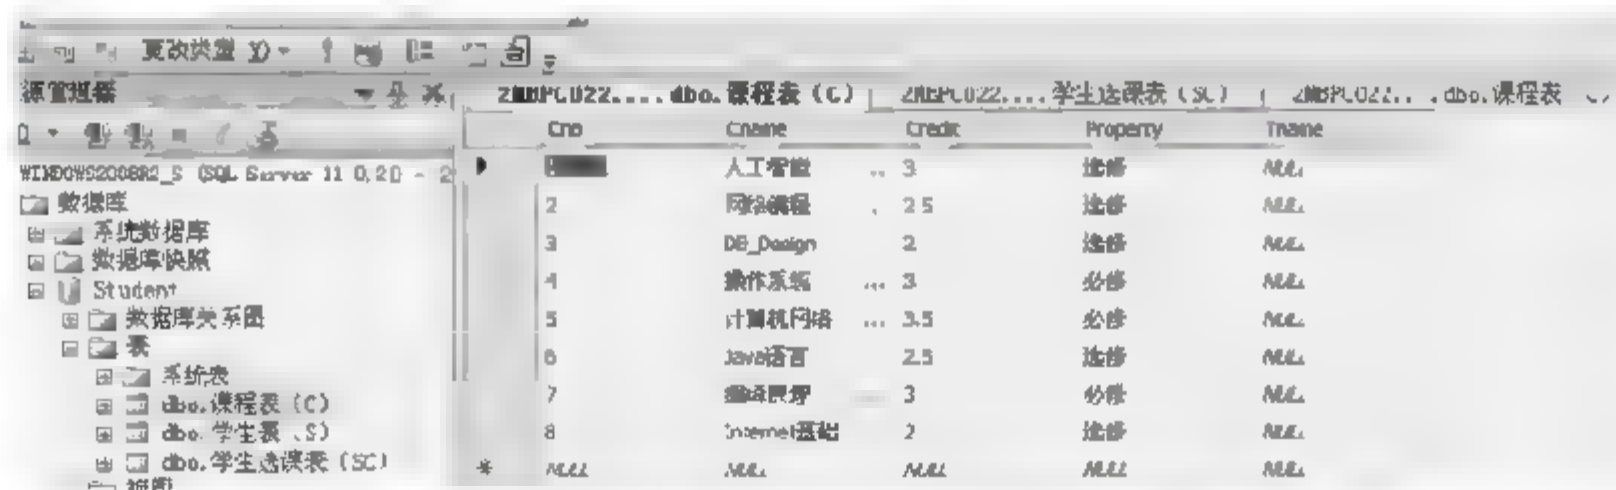 更改类型
源管理器
dbo.课程表 (C) 学生选课表 (SC) dbo.课程表
Cno Cname Credit Property Tname
WINDOWS2008R2_S (SQL Server 11 0,20 - 2
人工智能 ... 3 选修 NULL
数据库
2 网络编程 2 5 选修 NULL
系统数据库
3 DB_Design 2 选修 NULL
数据库快照
4 操作系统 ... 3 必修 NULL
Student
数据库关系图
5 计算机网络 ... 3.5 必修 NULL
表
6 Java语言 2.5 选修 NULL
系统表
7 编译原理 3 必修 NULL
dbo.课程表 (C)
dbo.学生表 (S)
8 Internet基础 2 选修 NULL
dbo.学生选课表 (SC)
NULL NULL NULL NULL NULL
视图